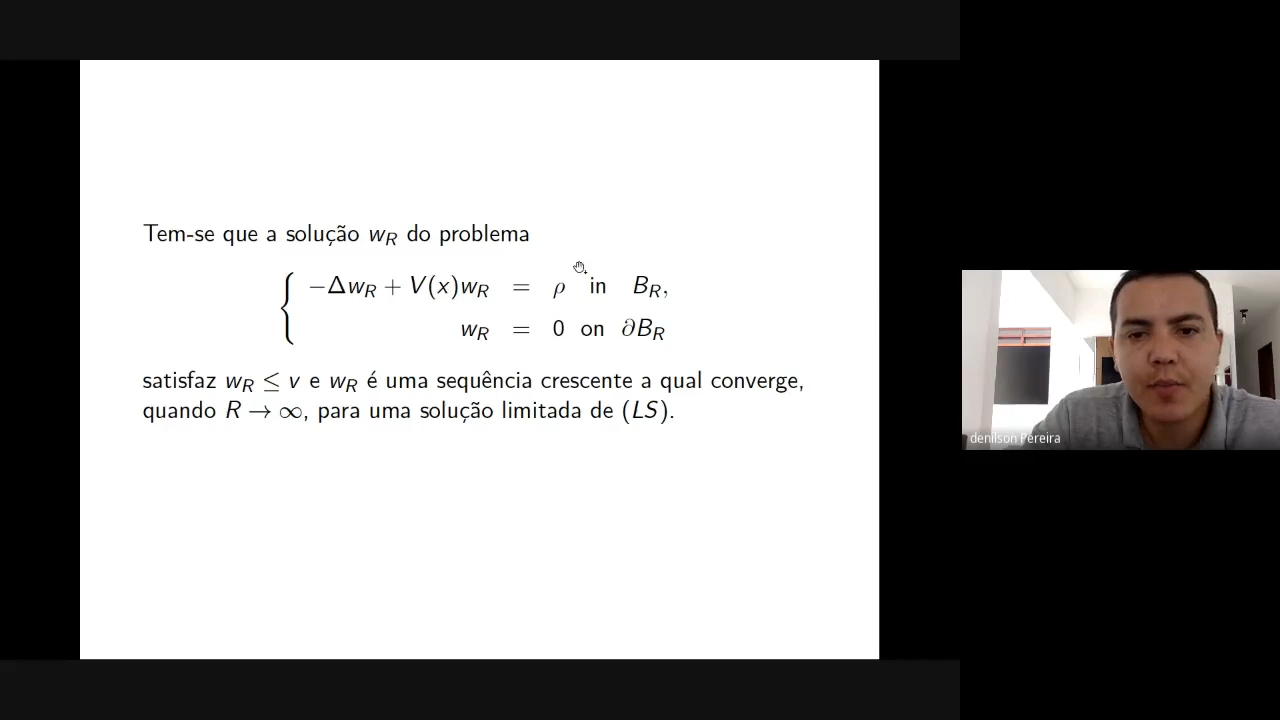 Tem-se que a solução w_R do problema
−Δw_R + V(x)w_R = ρ in B_R,
w_R = 0 on ∂B_R
satisfaz w_R ≤ v e w_R é uma sequência crescente a qual converge,
quando R → ∞, para uma solução limitada de (LS).
denilson Pereira